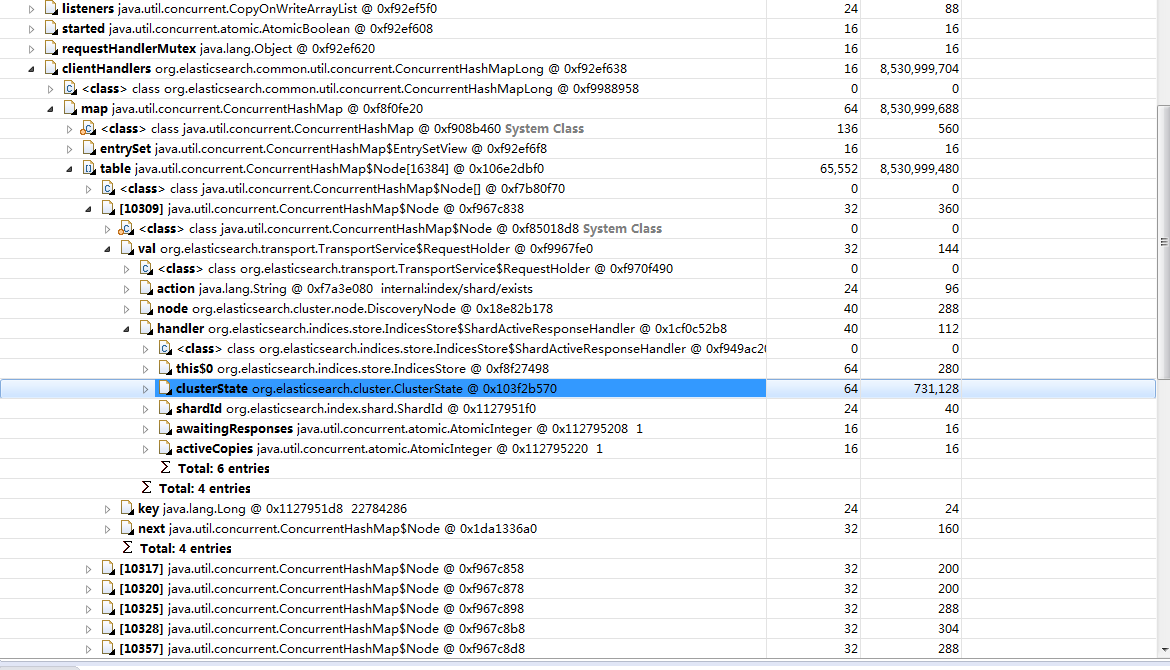 listeners java.util.concurrent.CopyOnWriteArrayList @ 0xf92ef5f0 24 88
started java.util.concurrent.atomic.AtomicBoolean @ 0xf92ef608 16 16
requestHandlerMutex java.lang.Object @ 0xf92ef620 16 16
clientHandlers org.elasticsearch.common.util.concurrent.ConcurrentHashMapLong @ 0xf92ef638 16 8,530,999,704
<class> class org.elasticsearch.common.util.concurrent.ConcurrentHashMapLong @ 0xf9988958 0 0
map java.util.concurrent.ConcurrentHashMap @ 0xf8f0fe20 64 8,530,999,688
<class> class java.util.concurrent.ConcurrentHashMap @ 0xf908b460 System Class 136 560
entrySet java.util.concurrent.ConcurrentHashMap$EntrySetView @ 0xf92ef6f8 16 16
table java.util.concurrent.ConcurrentHashMap$Node[16384] @ 0x106e2dbf0 65,552 8,530,999,480
<class> class java.util.concurrent.ConcurrentHashMap$Node[] @ 0xf7b80f70 0 0
[10309] java.util.concurrent.ConcurrentHashMap$Node @ 0xf967c838 32 360
<class> class java.util.concurrent.ConcurrentHashMap$Node @ 0xf85018d8 System Class 0 0
val org.elasticsearch.transport.TransportService$RequestHolder @ 0xf9967fe0 32 144
<class> class org.elasticsearch.transport.TransportService$RequestHolder @ 0xf970f490 0 0
action java.lang.String @ 0xf7a3e080 internal:index/shard/exists 24 96
node org.elasticsearch.cluster.node.DiscoveryNode @ 0x18e82b178 40 288
handler org.elasticsearch.indices.store.IndicesStore$ShardActiveResponseHandler @ 0x1cf0c52b8 40 112
<class> class org.elasticsearch.indices.store.IndicesStore$ShardActiveResponseHandler @ 0xf949ac20 0 0
this$0 org.elasticsearch.indices.store.IndicesStore @ 0xf8f27498 64 280
clusterState org.elasticsearch.cluster.ClusterState @ 0x103f2b570 64 731,128
shardId org.elasticsearch.index.shard.ShardId @ 0x1127951f0 24 40
awaitingResponses java.util.concurrent.atomic.AtomicInteger @ 0x112795208 1 16 16
activeCopies java.util.concurrent.atomic.AtomicInteger @ 0x112795220 1 16 16
Σ Total: 6 entries
Σ Total: 4 entries
key java.lang.Long @ 0x1127951d8 22784286 24 24
next java.util.concurrent.ConcurrentHashMap$Node @ 0x1da1336a0 32 160
Σ Total: 4 entries
[10317] java.util.concurrent.ConcurrentHashMap$Node @ 0xf967c858 32 200
[10320] java.util.concurrent.ConcurrentHashMap$Node @ 0xf967c878 32 200
[10325] java.util.concurrent.ConcurrentHashMap$Node @ 0xf967c898 32 288
[10328] java.util.concurrent.ConcurrentHashMap$Node @ 0xf967c8b8 32 304
[10357] java.util.concurrent.ConcurrentHashMap$Node @ 0xf967c8d8 32 288